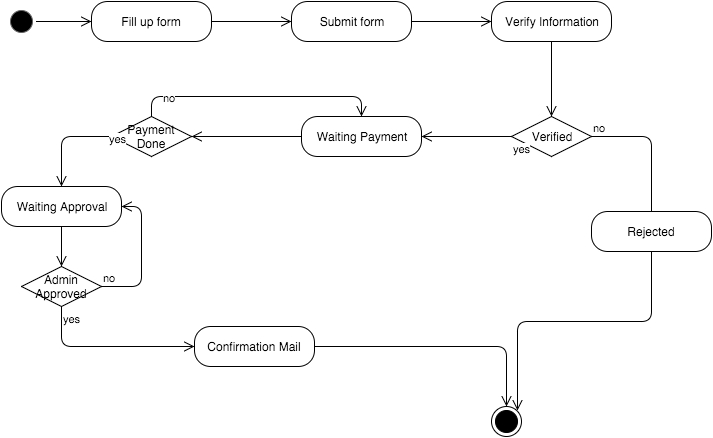 Fill up form
Submit form
Verify Information
no
Payment
Done
yes
Waiting Payment
Verified
no
yes
Waiting Approval
Rejected
Admin
Approved
no
yes
Confirmation Mail